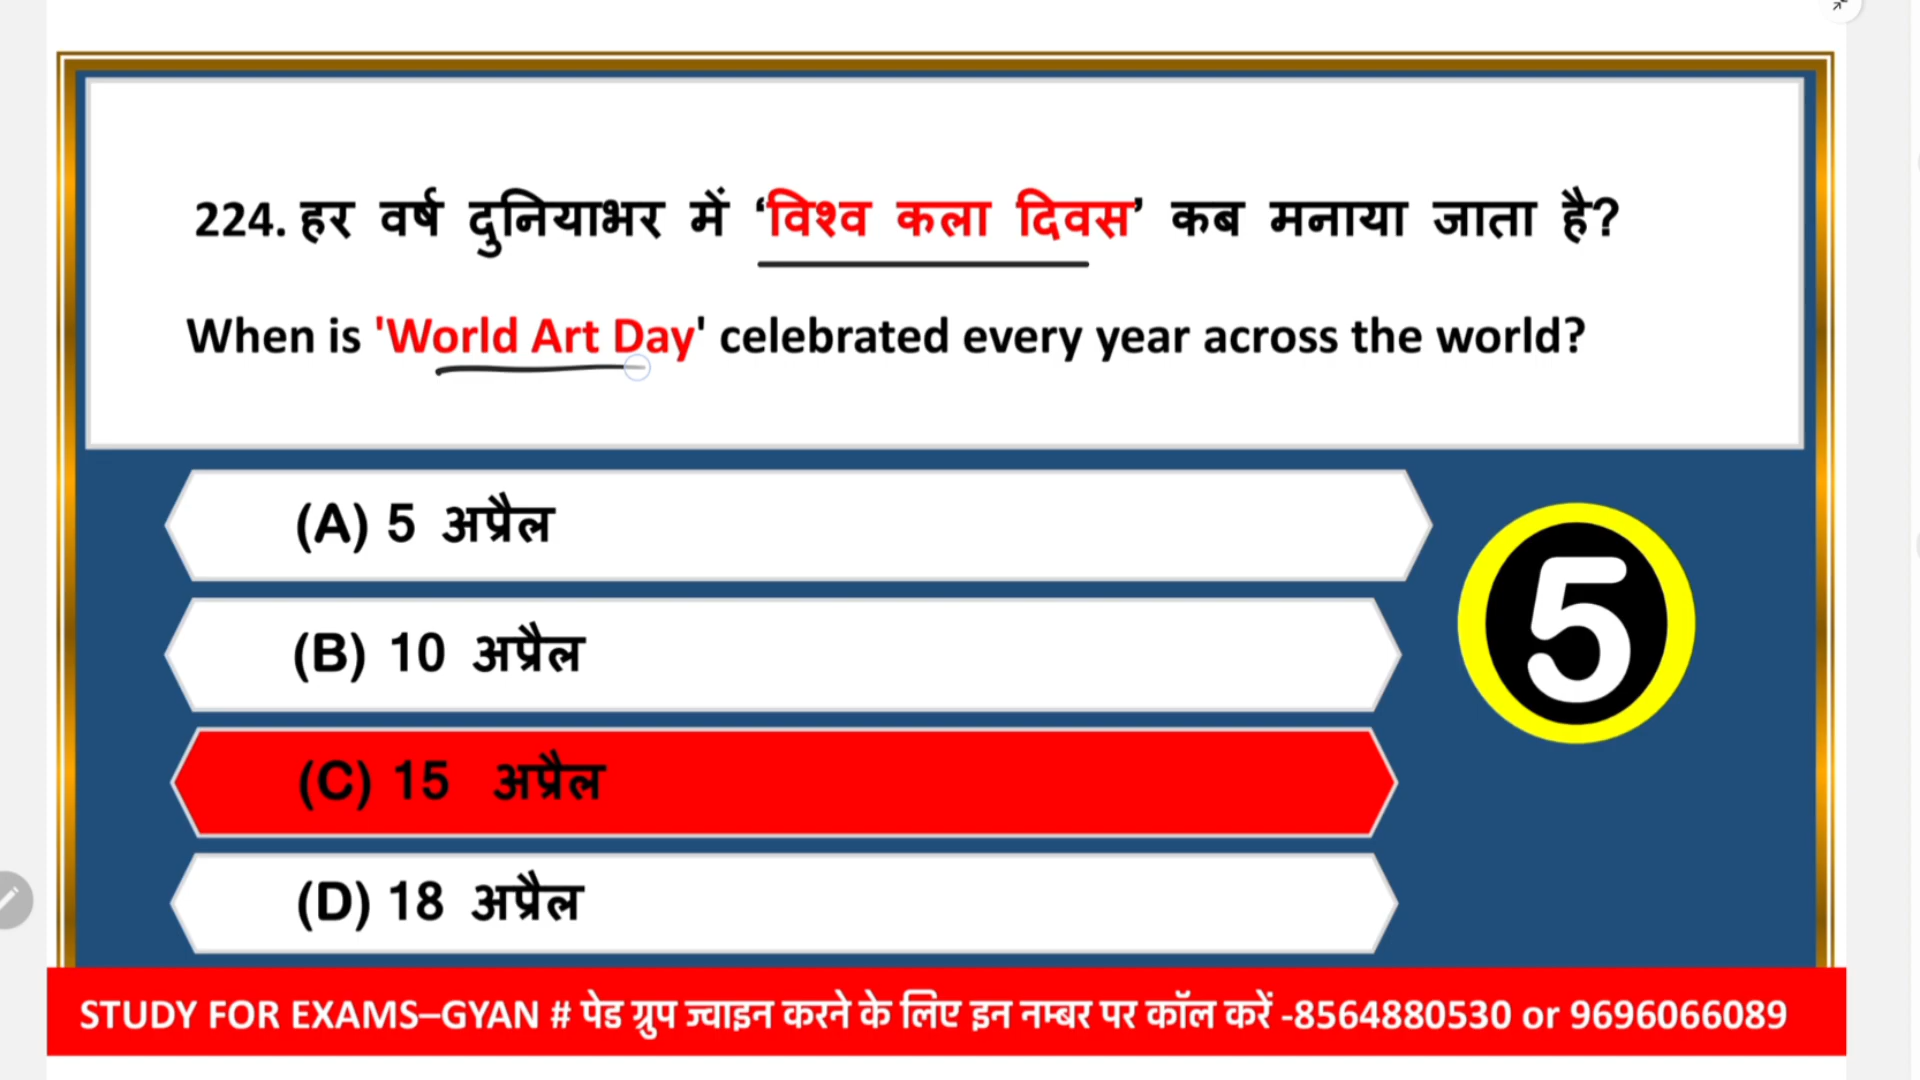 224. हर वर्ष दुनियाभर में ‘विश्व कला दिवस’ कब मनाया जाता है?
When is 'World Art Day' celebrated every year across the world?
(A) 5 अप्रैल
(B) 10 अप्रैल
5
(C) 15 अप्रैल
(D) 18 अप्रैल
STUDY FOR EXAMS–GYAN # पेड ग्रुप ज्वाइन करने के लिए इन नम्बर पर कॉल करें -8564880530 or 9696066089